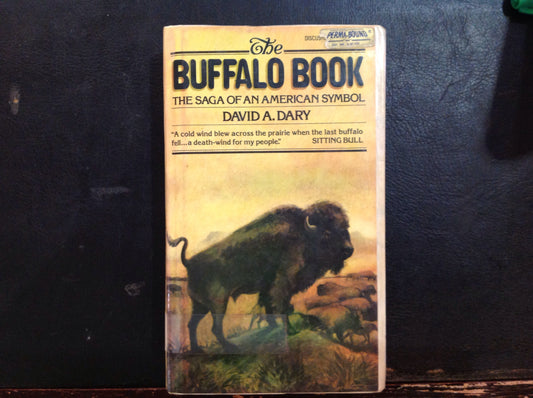 The
DISCUS
PERMA-BOUND
BUFFALO BOOK
THE SAGA OF AN AMERICAN SYMBOL
DAVID A. DARY
"A cold wind blew across the prairie when the last buffalo
fell...a death-wind for my people."
SITTING BULL